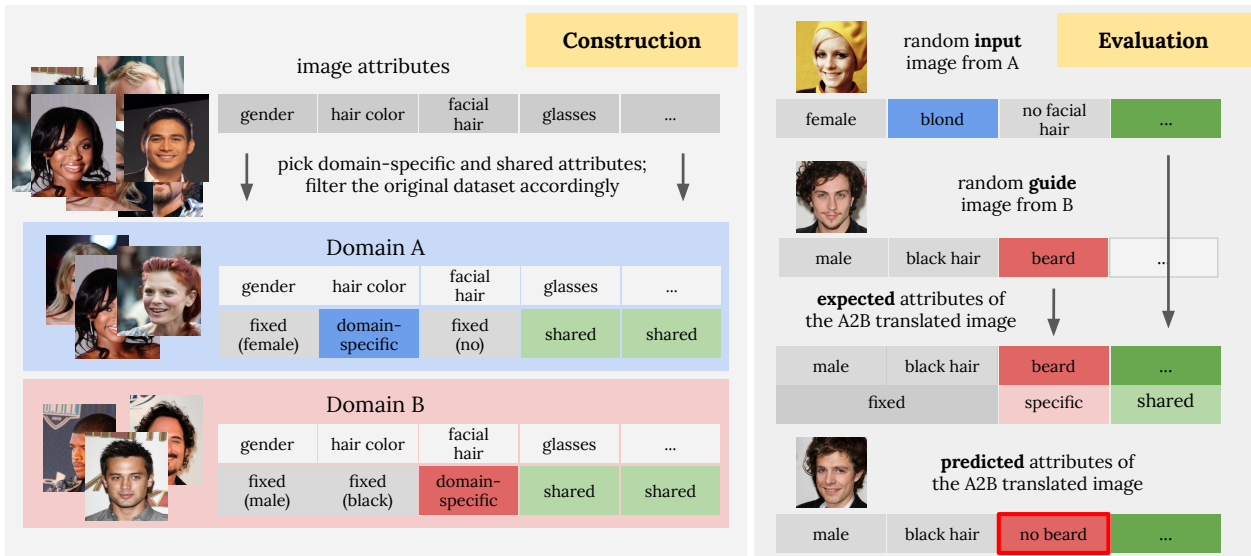 Construction
image attributes
gender hair color facial hair glasses ...
pick domain-specific and shared attributes;
filter the original dataset accordingly
Domain A
gender hair color facial hair glasses ...
fixed (female) domain-specific fixed (no) shared shared
Domain B
gender hair color facial hair glasses ...
fixed (male) fixed (black) domain-specific shared shared
Evaluation
random input
image from A
female blond no facial hair ...
random guide
image from B
male black hair beard ...
expected attributes of
the A2B translated image
male black hair beard ...
fixed specific shared
predicted attributes of
the A2B translated image
male black hair no beard ...